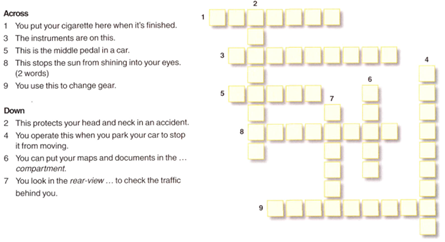 Across
1 You put your cigarette here when it's finished.
3 The instruments are on this.
5 This is the middle pedal in a car.
8 This stops the sun from shining into your eyes.
(2 words)
9 You use this to change gear.
Down
2 This protects your head and neck in an accident.
4 You operate this when you park your car to stop
it from moving.
6 You can put your maps and documents in the ...
compartment.
7 You look in the rear-view ... to check the traffic
behind you.
2
1
3
4
6
5
7
8
9